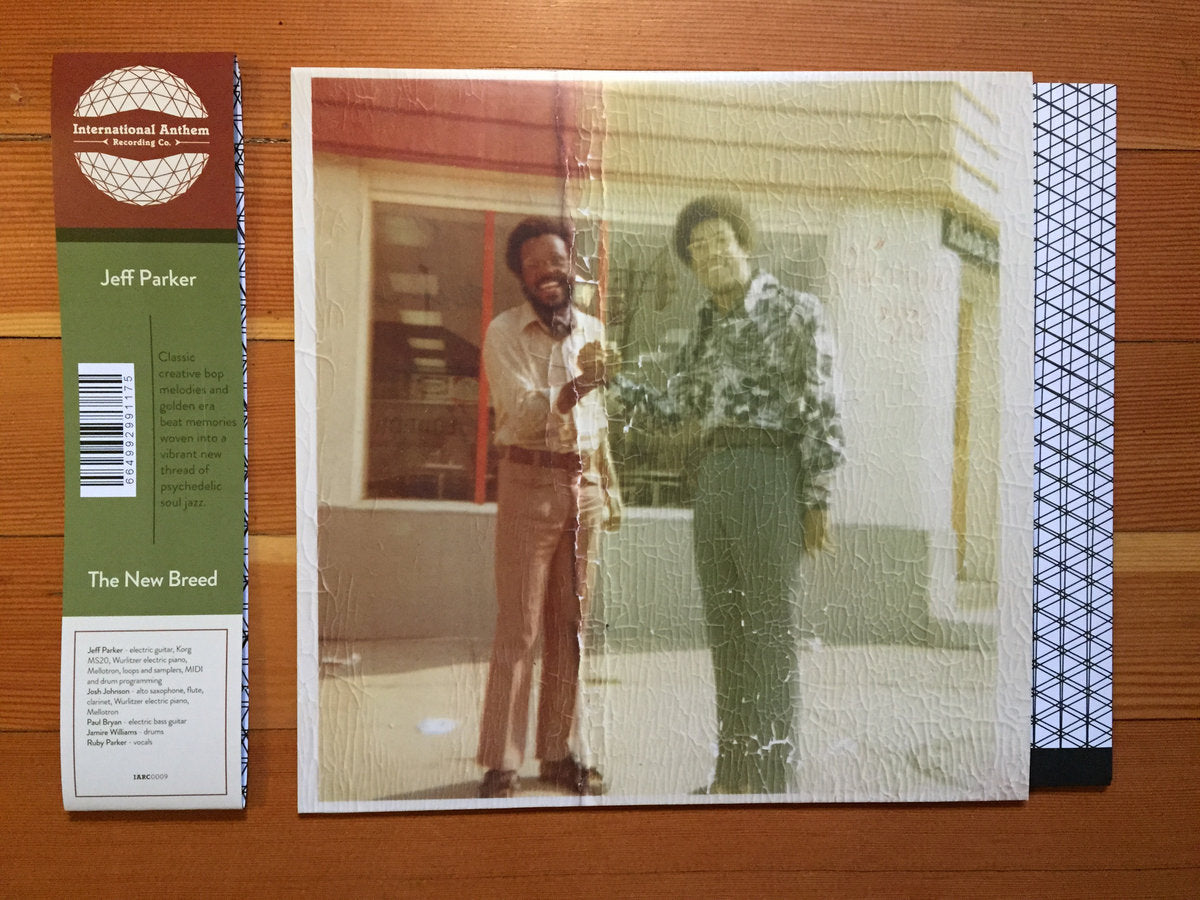 International Anthem
Recording Co.
Jeff Parker
Classic
creative bop
melodies and
golden era
beat memories
woven into a
vibrant new
thread of
psychedelic
soul jazz.
664992991175
The New Breed
Jeff Parker - electric guitar, Korg
MS20, Wurlitzer electric piano,
Mellotron, loops and samplers, MIDI
and drum programming
Josh Johnson - alto saxophone, flute,
clarinet, Wurlitzer electric piano,
Mellotron
Paul Bryan - electric bass guitar
Jamire Williams - drums
Ruby Parker - vocals
IARC0009